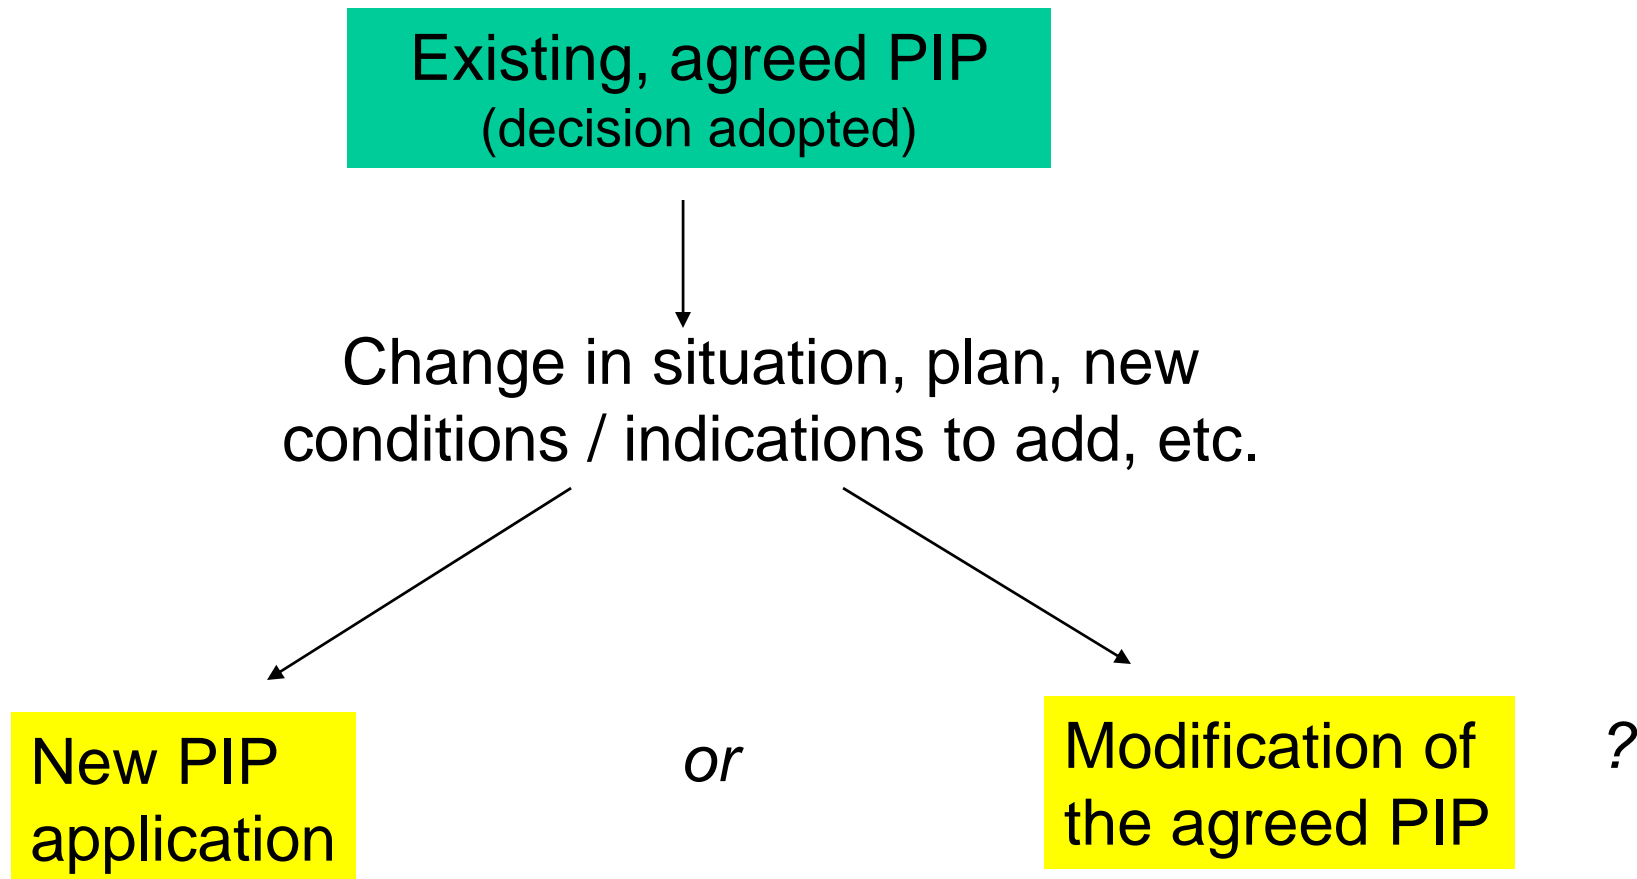 Existing, agreed PIP
(decision adopted)
Change in situation, plan, new
conditions / indications to add, etc.
New PIP
application
or
Modification of
the agreed PIP
?